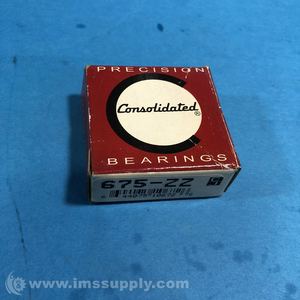 PRECISION
Consolidated®
BEARINGS
675-ZZ
© www.imssupply.com